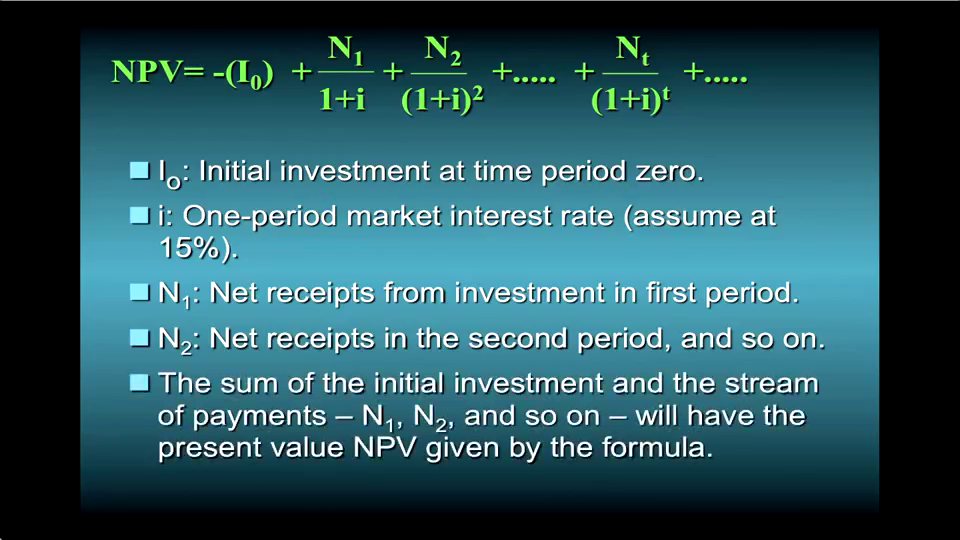 NPV= -(I₀) + N₁/1+i + N₂/(1+i)² +..... + Nₜ/(1+i)ᵗ +.....
■ Iₒ: Initial investment at time period zero.
■ i: One-period market interest rate (assume at
15%).
■ N₁: Net receipts from investment in first period.
■ N₂: Net receipts in the second period, and so on.
■ The sum of the initial investment and the stream
of payments – N₁, N₂, and so on – will have the
present value NPV given by the formula.